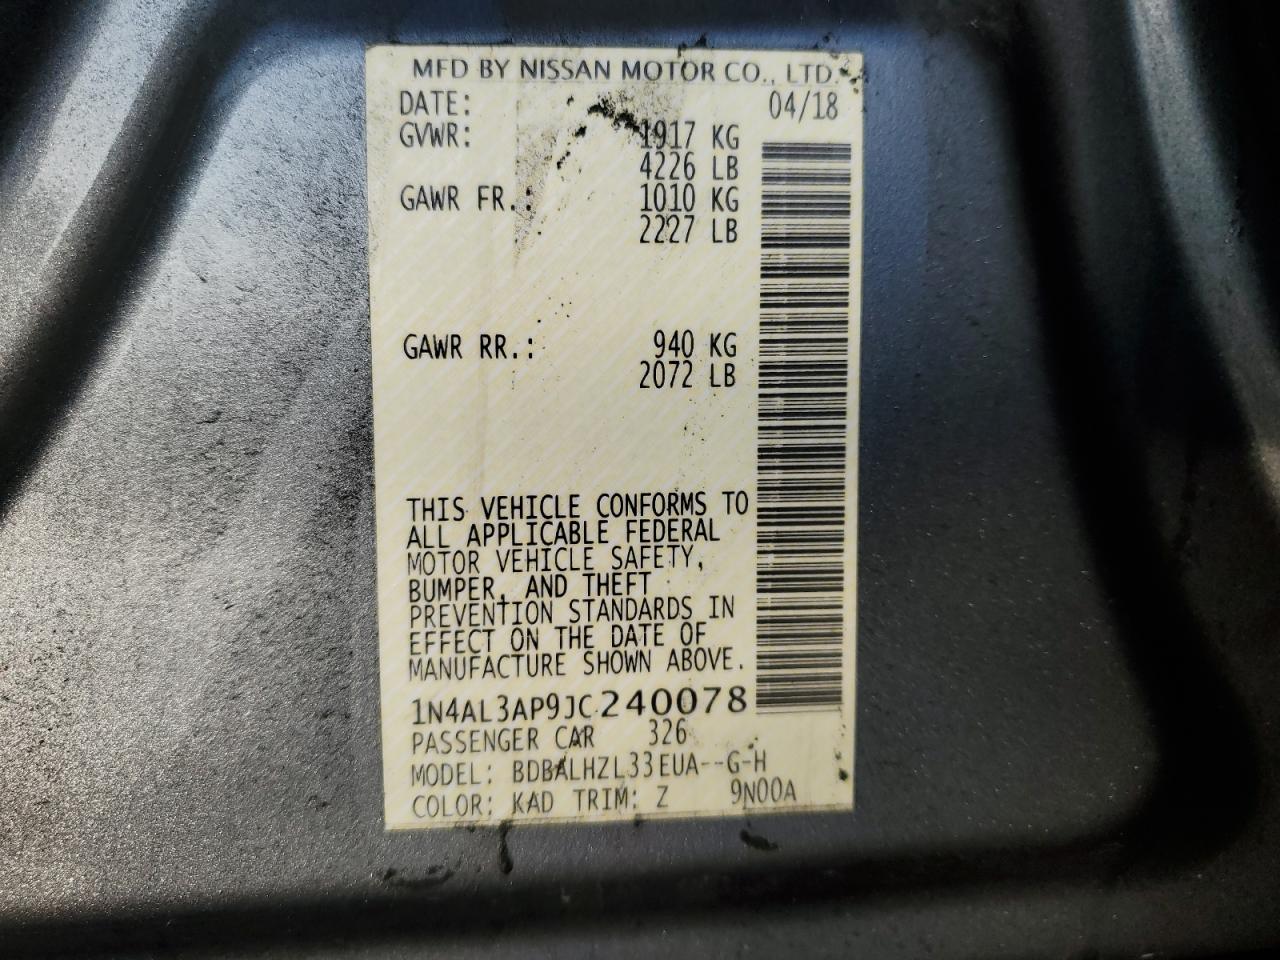 MFD BY NISSAN MOTOR CO., LTD.
DATE: 04/18
GVWR: 1917 KG
4226 LB
GAWR FR.: 1010 KG
2227 LB
GAWR RR.: 940 KG
2072 LB
THIS VEHICLE CONFORMS TO
ALL APPLICABLE FEDERAL
MOTOR VEHICLE SAFETY,
BUMPER, AND THEFT
PREVENTION STANDARDS IN
EFFECT ON THE DATE OF
MANUFACTURE SHOWN ABOVE.
1N4AL3AP9JC240078
PASSENGER CAR 326
MODEL: BDBALHZL33EUA--G-H
COLOR: KAD TRIM: Z 9N00A